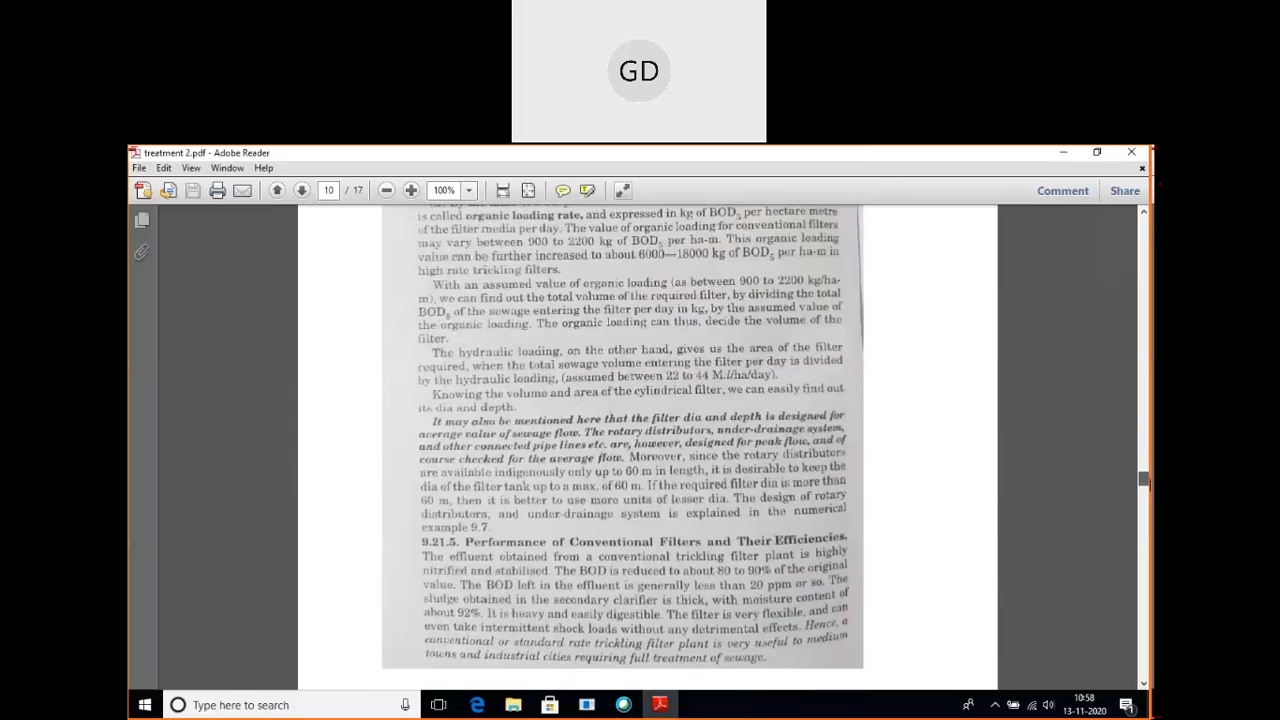 GD
treatment 2.pdf - Adobe Reader
File Edit View Window Help
10 / 17 100% Comment Share
is called organic loading rate, and expressed in kg of BOD5 per hectare metre
of the filter media per day. The value of organic loading for conventional filters
may vary between 900 to 2200 kg of BOD5 per ha-m. This organic loading
value can be further increased to about 6000—18000 kg of BOD5 per ha-m in
high rate trickling filters.
With an assumed value of organic loading (as between 900 to 2200 kg/ha-
m), we can find out the total volume of the required filter, by dividing the total
BOD5 of the sewage entering the filter per day in kg, by the assumed value of
the organic loading. The organic loading can thus, decide the volume of the
filter.
The hydraulic loading, on the other hand, gives us the area of the filter
required, when the total sewage volume entering the filter per day is divided
by the hydraulic loading, (assumed between 22 to 44 M.l/ha/day).
Knowing the volume and area of the cylindrical filter, we can easily find out
its dia and depth.
It may also be mentioned here that the filter dia and depth is designed for
average value of sewage flow. The rotary distributors, under-drainage system,
and other connected pipe lines etc. are, however, designed for peak flow, and of
course checked for the average flow. Moreover, since the rotary distributors
are available indigenously only up to 60 m in length, it is desirable to keep the
dia of the filter tank up to a max. of 60 m. If the required filter dia is more than
60 m, then it is better to use more units of lesser dia. The design of rotary
distributors, and under-drainage system is explained in the numerical
example 9.7.
9.21.5. Performance of Conventional Filters and Their Efficiencies.
The effluent obtained from a conventional trickling filter plant is highly
nitrified and stabilised. The BOD is reduced to about 80 to 90% of the original
value. The BOD left in the effluent is generally less than 20 ppm or so. The
sludge obtained in the secondary clarifier is thick, with moisture content of
about 92%. It is heavy and easily digestible. The filter is very flexible, and can
even take intermittent shock loads without any detrimental effects. Hence, a
conventional or standard rate trickling filter plant is very useful to medium
towns and industrial cities requiring full treatment of sewage.
Type here to search
10:58
13-11-2020